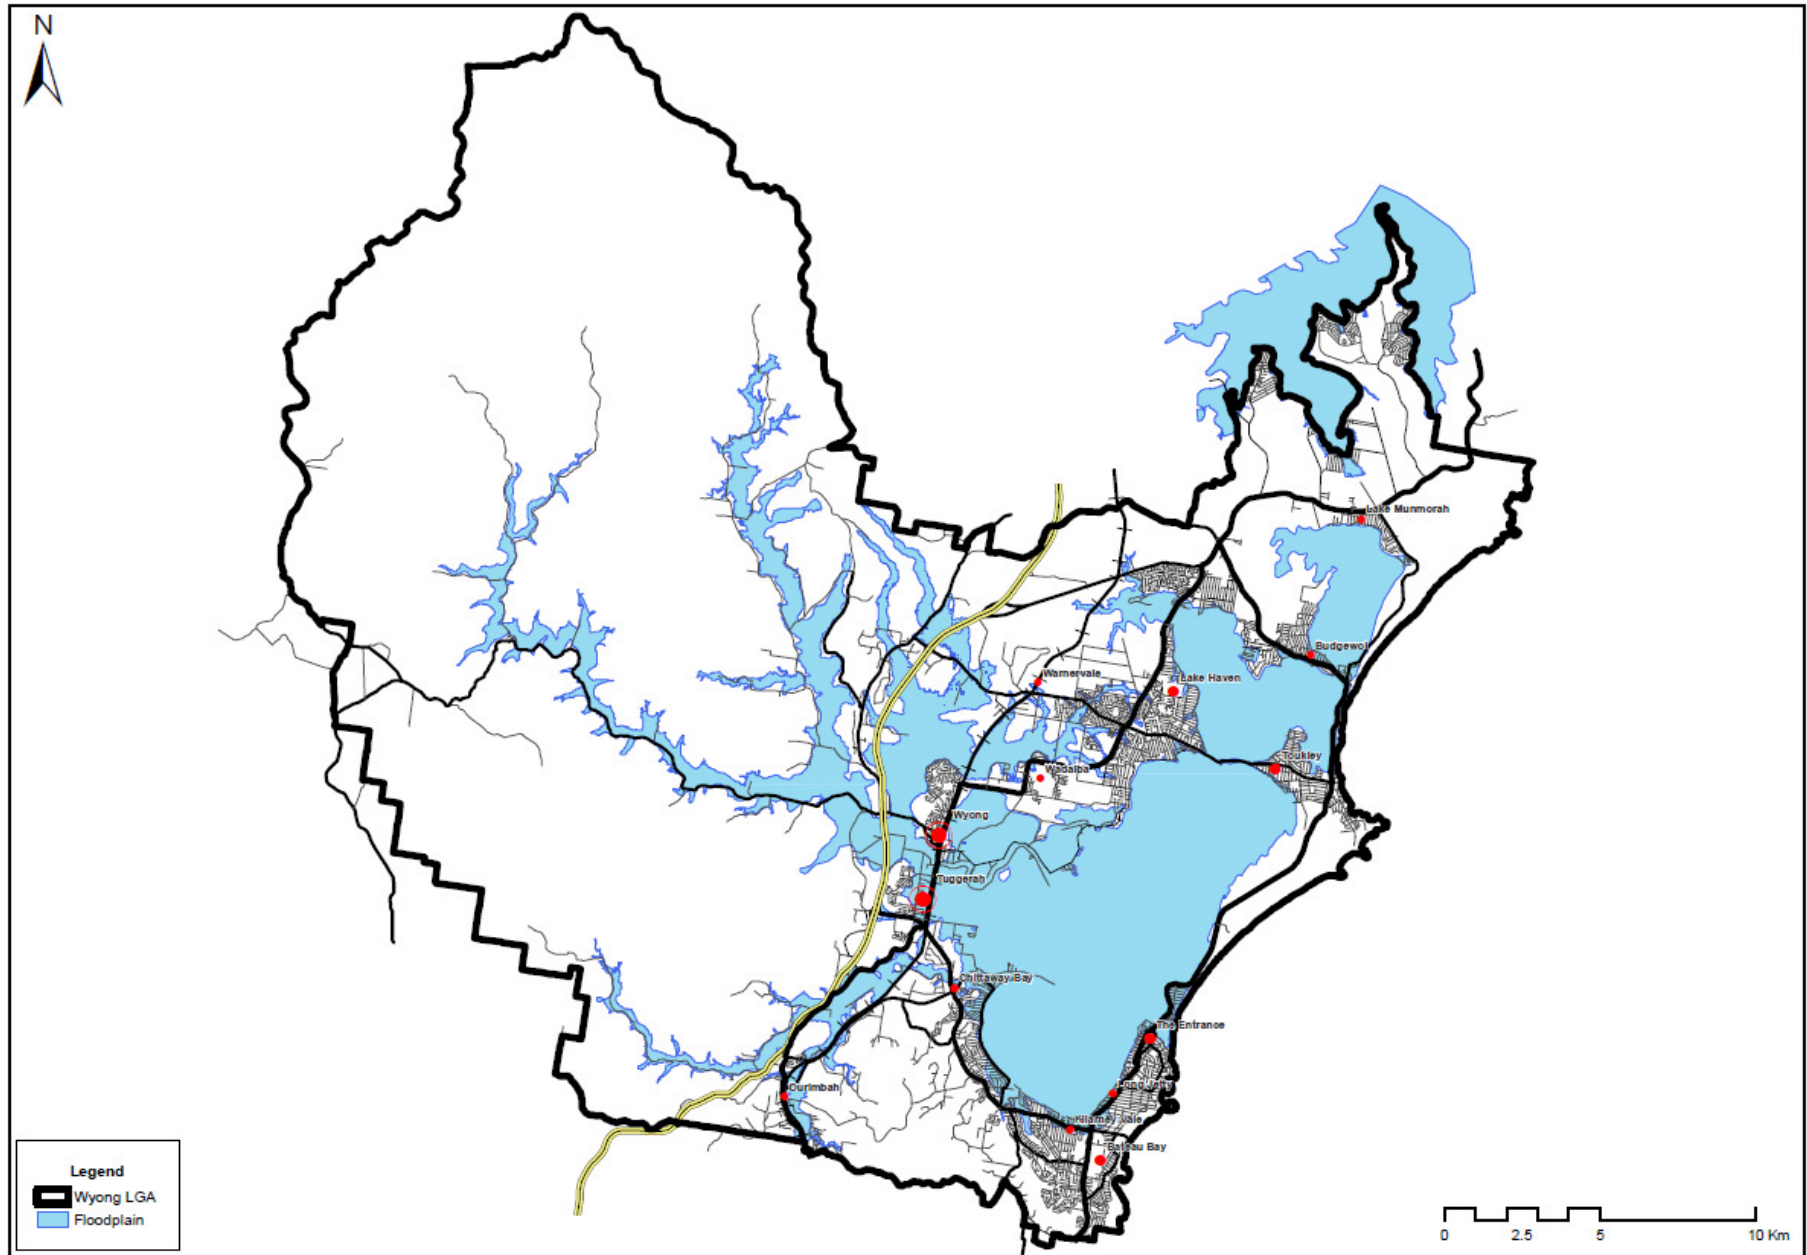 N
Lake Munmorah
Budgewoi
Warnervale
Lake Haven
Toukley
Wadalba
Wyong
Tuggerah
Chittaway Bay
The Entrance
Long Jetty
Ourimbah
Killarney Vale
Bateau Bay
Legend
Wyong LGA
Floodplain
0 2.5 5 10 Km